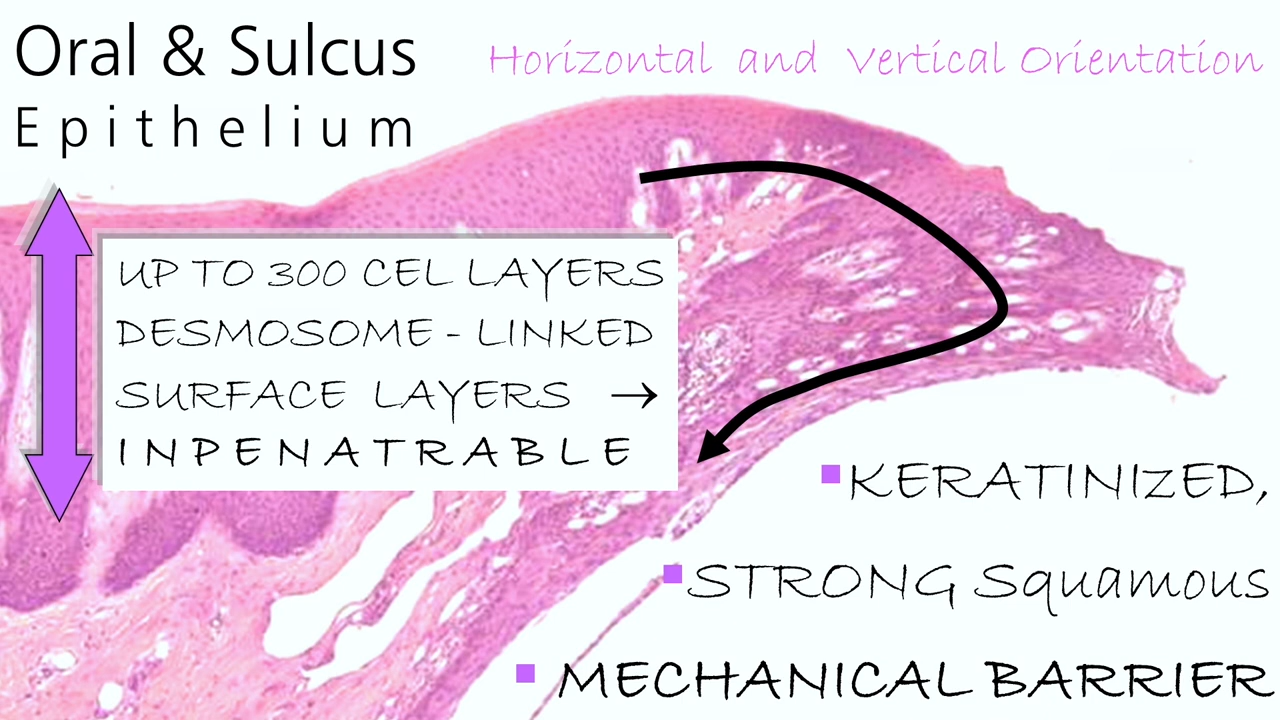 Oral & Sulcus
Epithelium
Horizontal and Vertical Orientation
UP TO 300 CEL LAYERS
DESMOSOME - LINKED
SURFACE LAYERS →
INPENATRABLE
KERATINIZED,
STRONG Squamous
MECHANICAL BARRIER